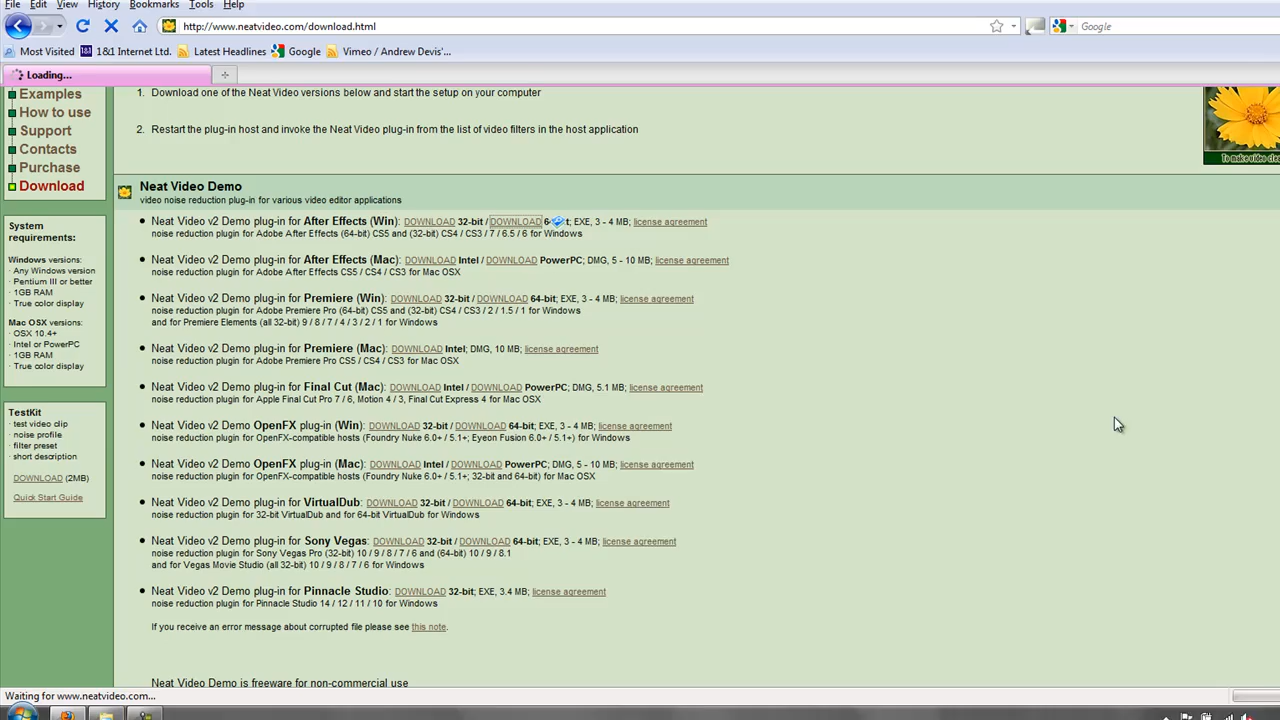 File Edit View History Bookmarks Tools Help
http://www.neatvideo.com/download.html
Google
Most Visited 1&1 Internet Ltd. Latest Headlines Google Vimeo / Andrew Devis'...
Loading...
Examples
How to use
Support
Contacts
Purchase
Download
System
requirements:
Windows versions:
· Any Windows version
· Pentium III or better
· 1GB RAM
· True color display
Mac OSX versions:
· OSX 10.4+
· Intel or PowerPC
· 1GB RAM
· True color display
TestKit
· test video clip
· noise profile
· filter preset
· short description
DOWNLOAD (2MB)
Quick Start Guide
1. Download one of the Neat Video versions below and start the setup on your computer
2. Restart the plug-in host and invoke the Neat Video plug-in from the list of video filters in the host application
Neat Video Demo
video noise reduction plug-in for various video editor applications
Neat Video v2 Demo plug-in for After Effects (Win): DOWNLOAD 32-bit / DOWNLOAD EXE, 3 - 4 MB; license agreement
noise reduction plugin for Adobe After Effects (64-bit) CS5 and (32-bit) CS4 / CS3 / 7 / 6.5 / 6 for Windows
Neat Video v2 Demo plug-in for After Effects (Mac): DOWNLOAD Intel / DOWNLOAD PowerPC; DMG, 5 - 10 MB; license agreement
noise reduction plugin for Adobe After Effects CS5 / CS4 / CS3 for Mac OSX
Neat Video v2 Demo plug-in for Premiere (Win): DOWNLOAD 32-bit / DOWNLOAD 64-bit; EXE, 3 - 4 MB; license agreement
noise reduction plugin for Adobe Premiere Pro (64-bit) CS5 and (32-bit) CS4 / CS3 / 2 / 1.5 / 1 for Windows
and for Premiere Elements (all 32-bit) 9 / 8 / 7 / 4 / 3 / 2 / 1 for Windows
Neat Video v2 Demo plug-in for Premiere (Mac): DOWNLOAD Intel; DMG, 10 MB; license agreement
noise reduction plugin for Adobe Premiere Pro CS5 / CS4 / CS3 for Mac OSX
Neat Video v2 Demo plug-in for Final Cut (Mac): DOWNLOAD Intel / DOWNLOAD PowerPC; DMG, 5.1 MB; license agreement
noise reduction plugin for Apple Final Cut Pro 7 / 6, Motion 4 / 3, Final Cut Express 4 for Mac OSX
Neat Video v2 Demo OpenFX plug-in (Win): DOWNLOAD 32-bit / DOWNLOAD 64-bit; EXE, 3 - 4 MB; license agreement
noise reduction plugin for OpenFX-compatible hosts (Foundry Nuke 6.0+ / 5.1+; Eyeon Fusion 6.0+ / 5.1+) for Windows
Neat Video v2 Demo OpenFX plug-in (Mac): DOWNLOAD Intel / DOWNLOAD PowerPC; DMG, 5 - 10 MB; license agreement
noise reduction plugin for OpenFX-compatible hosts (Foundry Nuke 6.0+ / 5.1+; 32-bit and 64-bit) for Mac OSX
Neat Video v2 Demo plug-in for VirtualDub: DOWNLOAD 32-bit / DOWNLOAD 64-bit; EXE, 3 - 4 MB; license agreement
noise reduction plugin for 32-bit VirtualDub and for 64-bit VirtualDub for Windows
Neat Video v2 Demo plug-in for Sony Vegas: DOWNLOAD 32-bit / DOWNLOAD 64-bit; EXE, 3 - 4 MB; license agreement
noise reduction plugin for Sony Vegas Pro (32-bit) 10 / 9 / 8 / 7 / 6 and (64-bit) 10 / 9 / 8.1
and for Vegas Movie Studio (all 32-bit) 10 / 9 / 8 / 7 / 6 for Windows
Neat Video v2 Demo plug-in for Pinnacle Studio: DOWNLOAD 32-bit; EXE, 3.4 MB; license agreement
noise reduction plugin for Pinnacle Studio 14 / 12 / 11 / 10 for Windows
If you receive an error message about corrupted file please see this note.
Neat Video Demo is freeware for non-commercial use
Waiting for www.neatvideo.com...